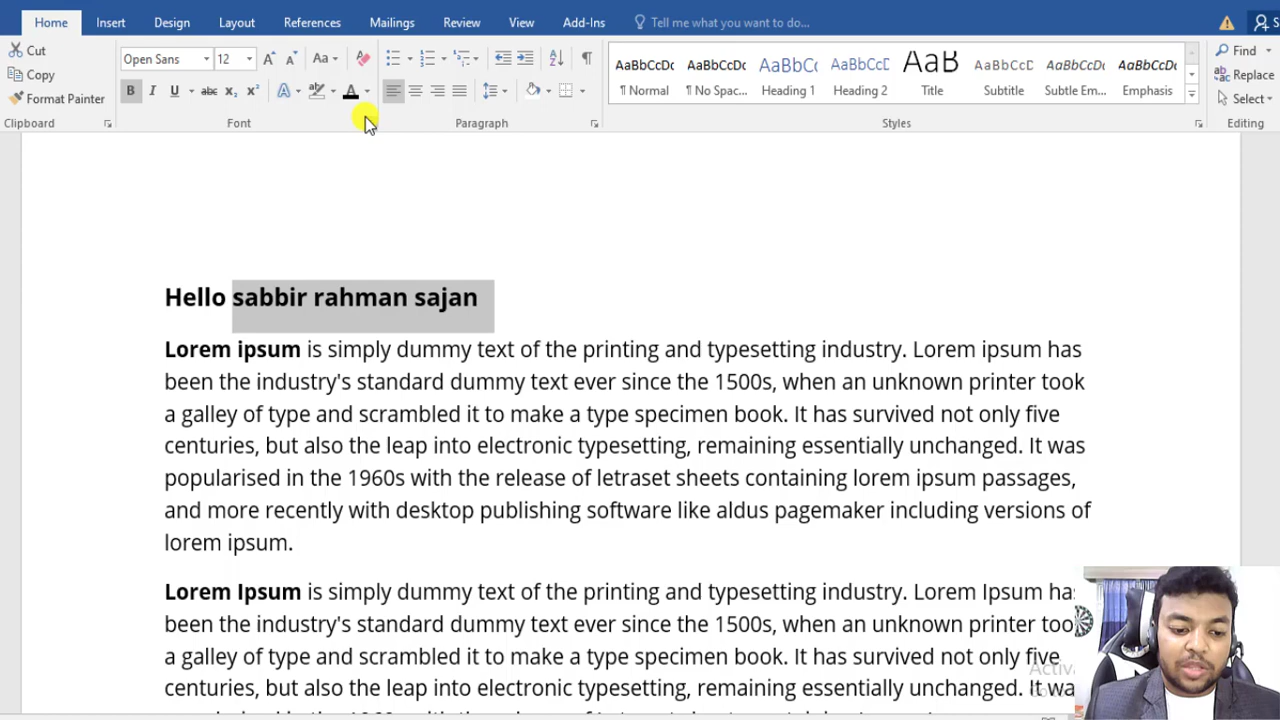 Home Insert Design Layout References Mailings Review View Add-Ins Tell me what you want to do... S
Cut
Copy
Format Painter
Clipboard
Open Sans 12 Aa
B I U abc x₂ x² A A
Font
Paragraph
AaBbCcDc AaBbCcDc AaBbC AaBbCcD AaB AaBbCcD AaBbCcDc AaBbCcDc
¶ Normal ¶ No Spac... Heading 1 Heading 2 Title Subtitle Subtle Em... Emphasis
Styles
Find
Replace
Select
Editing
Hello sabbir rahman sajan
Lorem ipsum is simply dummy text of the printing and typesetting industry. Lorem ipsum has
been the industry's standard dummy text ever since the 1500s, when an unknown printer took
a galley of type and scrambled it to make a type specimen book. It has survived not only five
centuries, but also the leap into electronic typesetting, remaining essentially unchanged. It was
popularised in the 1960s with the release of letraset sheets containing lorem ipsum passages,
and more recently with desktop publishing software like aldus pagemaker including versions of
lorem ipsum.
Lorem Ipsum is simply dummy text of the printing and typesetting industry. Lorem Ipsum ha
been the industry's standard dummy text ever since the 1500s, when an unknown printer too
a galley of type and scrambled it to make a type specimen book. It has survived not only five
centuries, but also the leap into electronic typesetting, remaining essentially unchanged. It wa
Activa